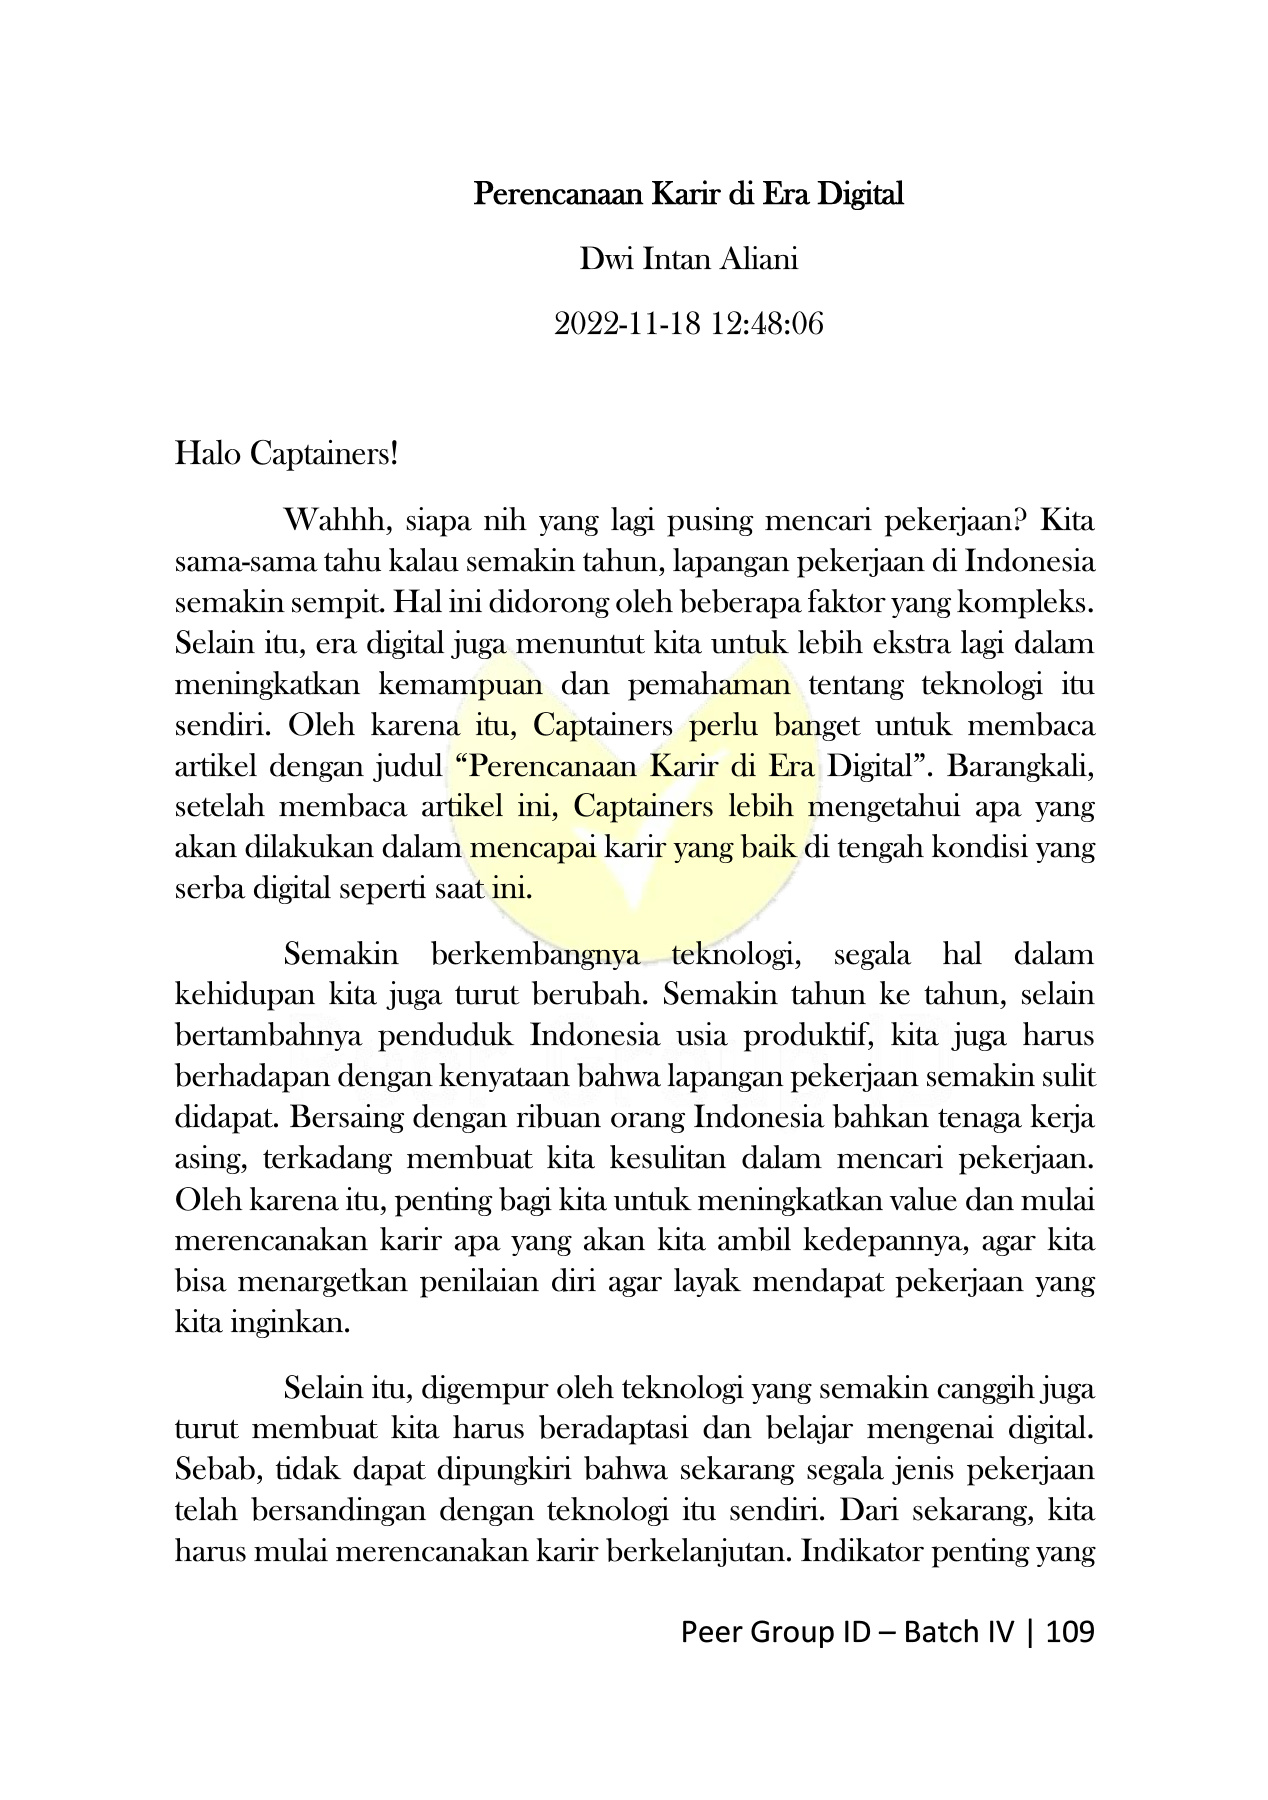 Perencanaan Karir di Era Digital
Dwi Intan Aliani
2022-11-18 12:48:06
Halo Captainers!
Wahhh, siapa nih yang lagi pusing mencari pekerjaan? Kita
sama-sama tahu kalau semakin tahun, lapangan pekerjaan di Indonesia
semakin sempit. Hal ini didorong oleh beberapa faktor yang kompleks.
Selain itu, era digital juga menuntut kita untuk lebih ekstra lagi dalam
meningkatkan kemampuan dan pemahaman tentang teknologi itu
sendiri. Oleh karena itu, Captainers perlu banget untuk membaca
artikel dengan judul “Perencanaan Karir di Era Digital”. Barangkali,
setelah membaca artikel ini, Captainers lebih mengetahui apa yang
akan dilakukan dalam mencapai karir yang baik di tengah kondisi yang
serba digital seperti saat ini.
Semakin berkembangnya teknologi, segala hal dalam
kehidupan kita juga turut berubah. Semakin tahun ke tahun, selain
bertambahnya penduduk Indonesia usia produktif, kita juga harus
berhadapan dengan kenyataan bahwa lapangan pekerjaan semakin sulit
didapat. Bersaing dengan ribuan orang Indonesia bahkan tenaga kerja
asing, terkadang membuat kita kesulitan dalam mencari pekerjaan.
Oleh karena itu, penting bagi kita untuk meningkatkan value dan mulai
merencanakan karir apa yang akan kita ambil kedepannya, agar kita
bisa menargetkan penilaian diri agar layak mendapat pekerjaan yang
kita inginkan.
Selain itu, digempur oleh teknologi yang semakin canggih juga
turut membuat kita harus beradaptasi dan belajar mengenai digital.
Sebab, tidak dapat dipungkiri bahwa sekarang segala jenis pekerjaan
telah bersandingan dengan teknologi itu sendiri. Dari sekarang, kita
harus mulai merencanakan karir berkelanjutan. Indikator penting yang
Peer Group ID – Batch IV | 109